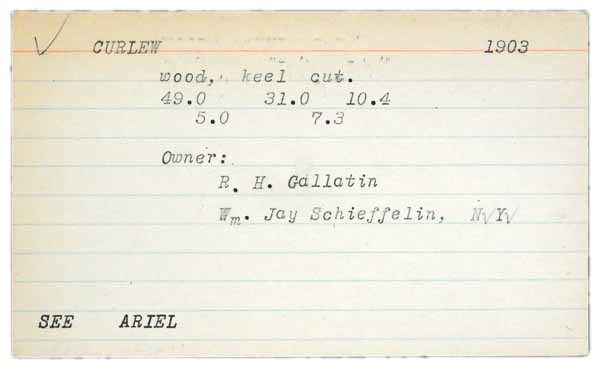 CURLEW 1903
wood, keel cut.
49.0 31.0 10.4
5.0 7.3
Owner:
R. H. Gallatin
Wm. Jay Schieffelin, N.Y.
SEE ARIEL